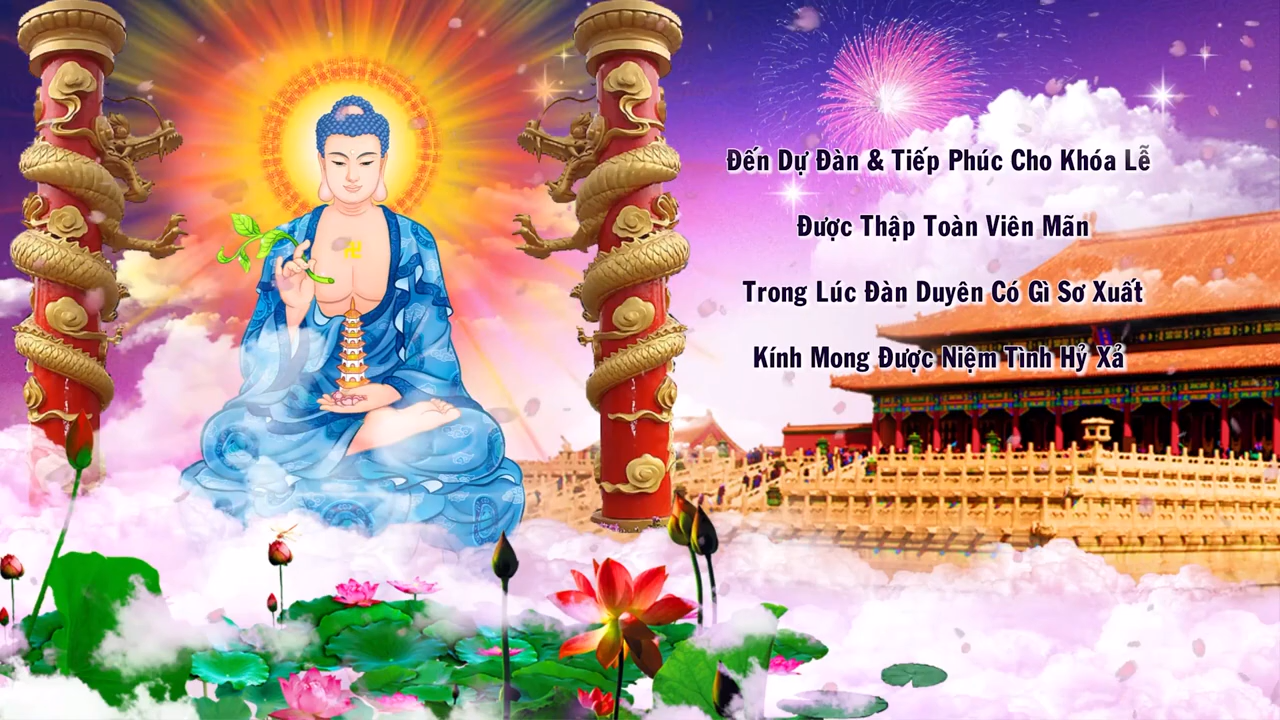 Đến Dự Đàn & Tiếp Phúc Cho Khóa Lễ
Được Thập Toàn Viên Mãn
Trong Lúc Đàn Duyên Có Gì Sơ Xuất
Kính Mong Được Niệm Tình Hỷ Xả